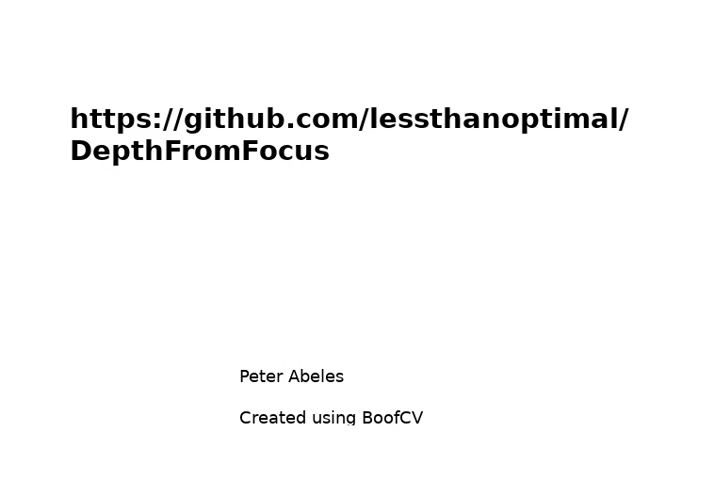 https://github.com/lessthanoptimal/
DepthFromFocus
Peter Abeles
Created using BoofCV